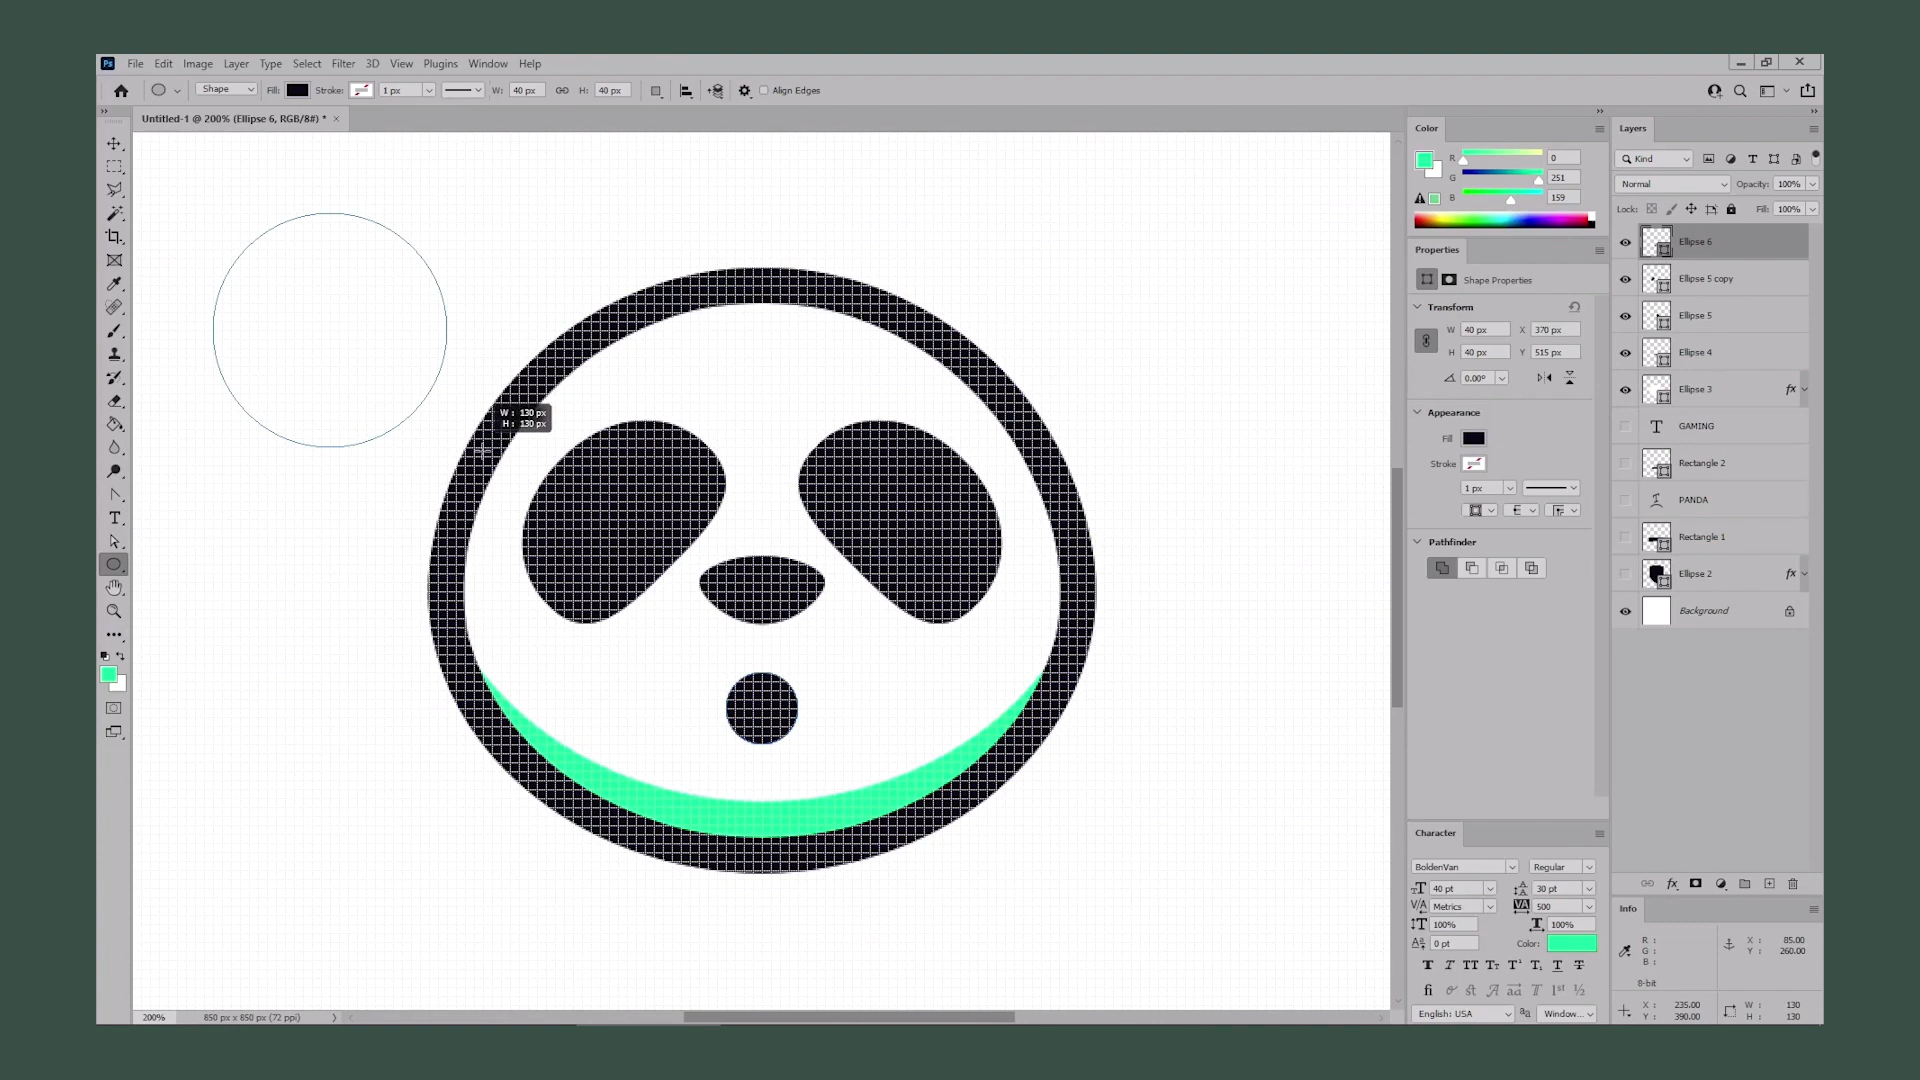 Ps File Edit Image Layer Type Select Filter 3D View Plugins Window Help
Shape Fill: Stroke: 1 px W: 40 px H: 40 px Align Edges
Untitled-1 @ 200% (Ellipse 6, RGB/8#) * ×
W : 130 px
H : 130 px
200% 850 px x 850 px (72 ppi)
Color
R 0
G 251
B 159
Properties
Shape Properties
Transform
W 40 px X 370 px
H 40 px Y 515 px
0.00°
Appearance
Fill
Stroke
1 px
Pathfinder
Character
BoldenVan Regular
40 pt 30 pt
Metrics 500
100% 100%
0 pt Color:
English: USA aa Window...
Layers
Kind
Normal Opacity: 100%
Lock: Fill: 100%
Ellipse 6
Ellipse 5 copy
Ellipse 5
Ellipse 4
Ellipse 3 fx
GAMING
Rectangle 2
PANDA
Rectangle 1
Ellipse 2 fx
Background
fx
Info
R : X : 85.00
G : Y : 260.00
B :
8-bit
X : 235.00 W : 130
Y : 390.00 H : 130